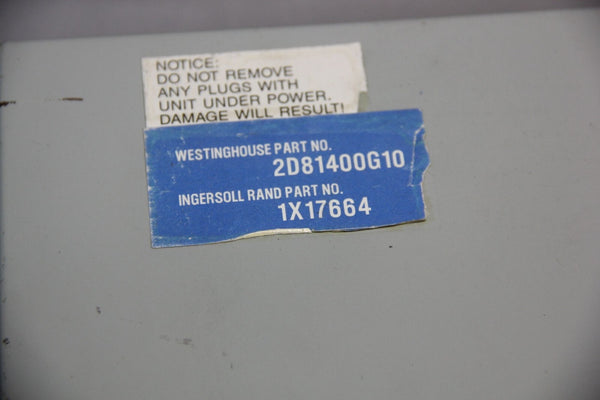 NOTICE:
DO NOT REMOVE
ANY PLUGS WITH
UNIT UNDER POWER.
DAMAGE WILL RESULT!
WESTINGHOUSE PART NO.
2D81400G10
INGERSOLL RAND PART NO.
1X17664